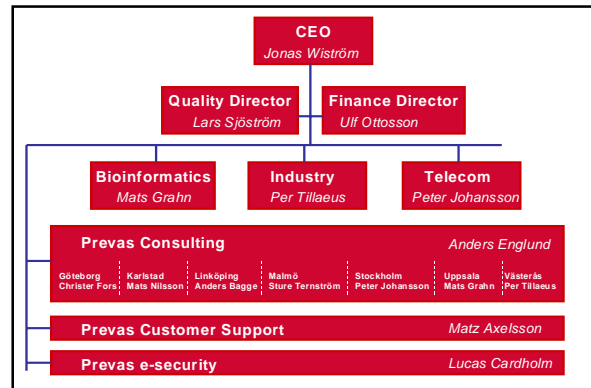 CEO
Jonas Wiström
Quality Director
Lars Sjöström
Finance Director
Ulf Ottosson
Bioinformatics
Mats Grahn
Industry
Per Tillaeus
Telecom
Peter Johansson
Prevas Consulting
Anders Englund
Göteborg
Christer Fors
Karlstad
Mats Nilsson
Linköping
Anders Bagge
Malmö
Sture Ternström
Stockholm
Peter Johansson
Uppsala
Mats Grahn
Västerås
Per Tillaeus
Prevas Customer Support
Matz Axelsson
Prevas e-security
Lucas Cardholm